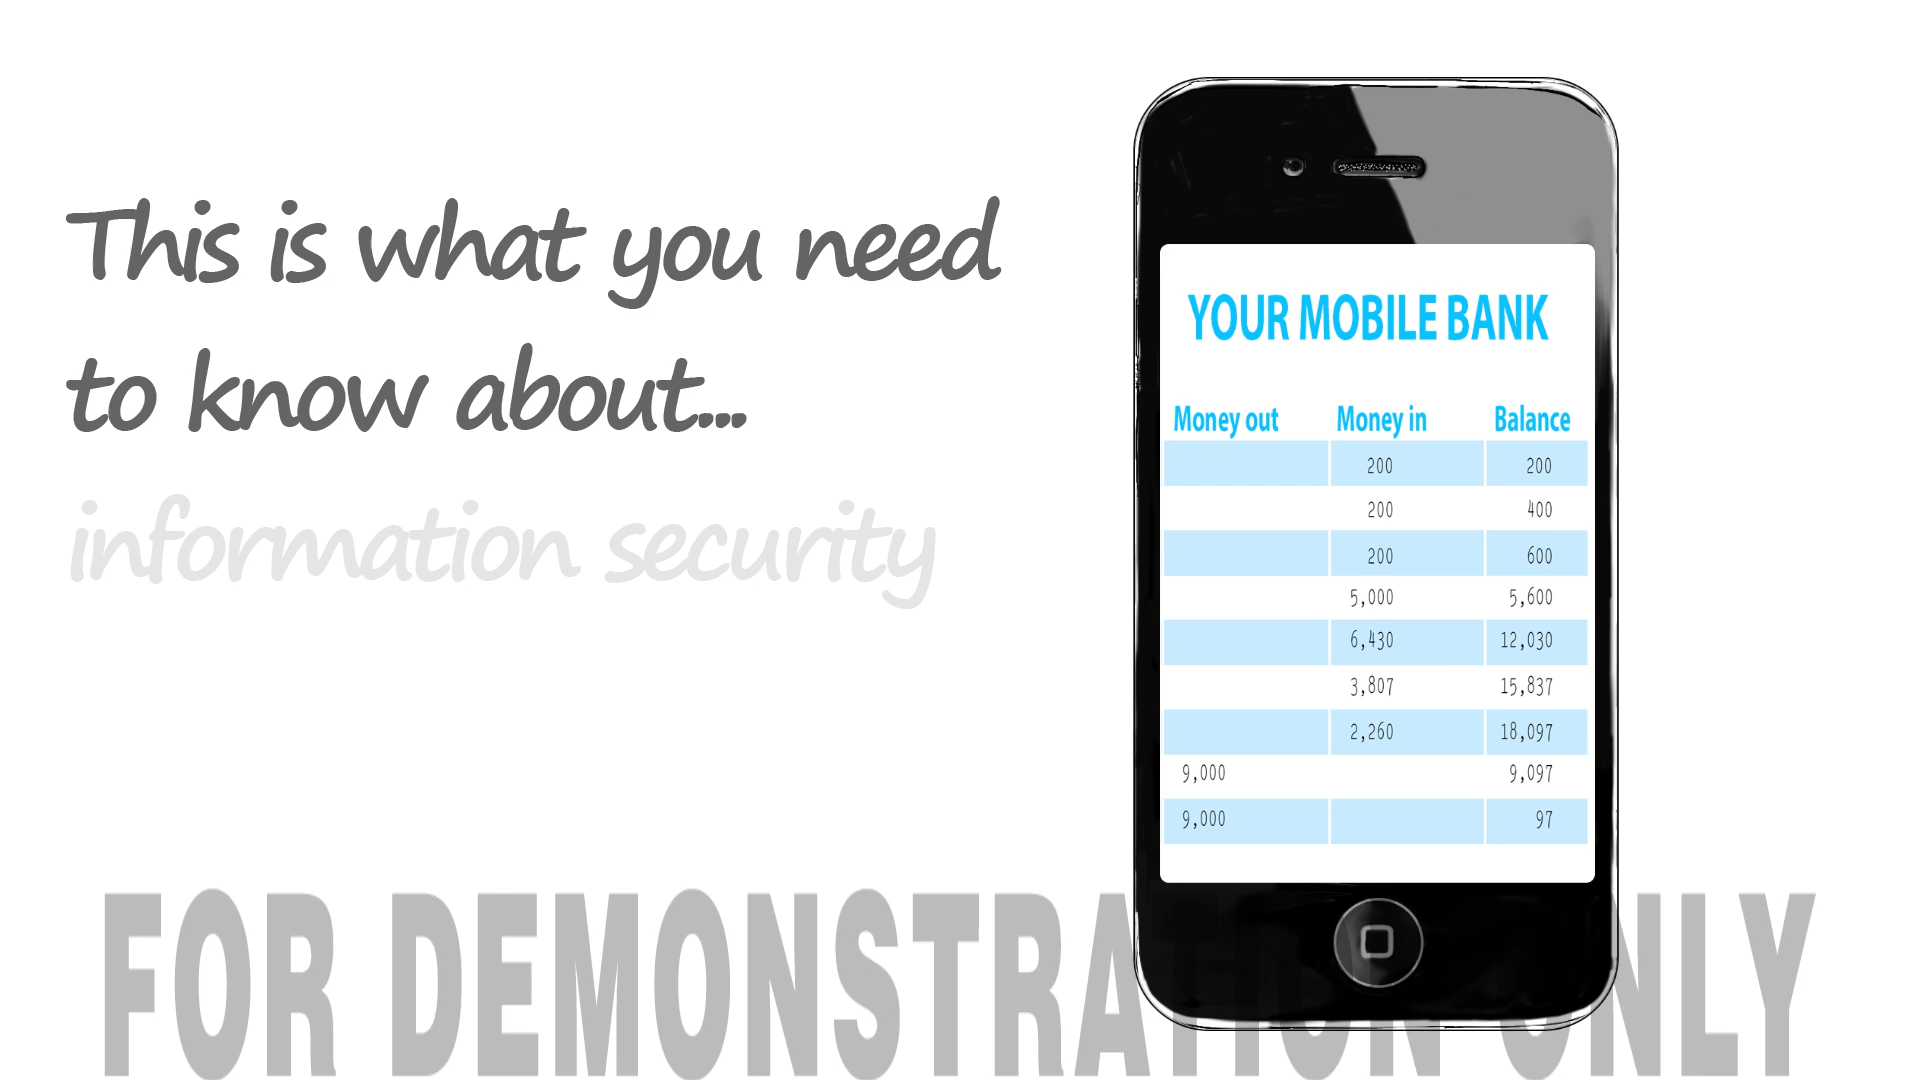 This is what you need
to know about...
information security
YOUR MOBILE BANK
Money out Money in Balance
200 200
200 400
200 600
5,000 5,600
6,430 12,030
3,807 15,837
2,260 18,097
9,000 9,097
9,000 97
FOR DEMONSTRATION ONLY